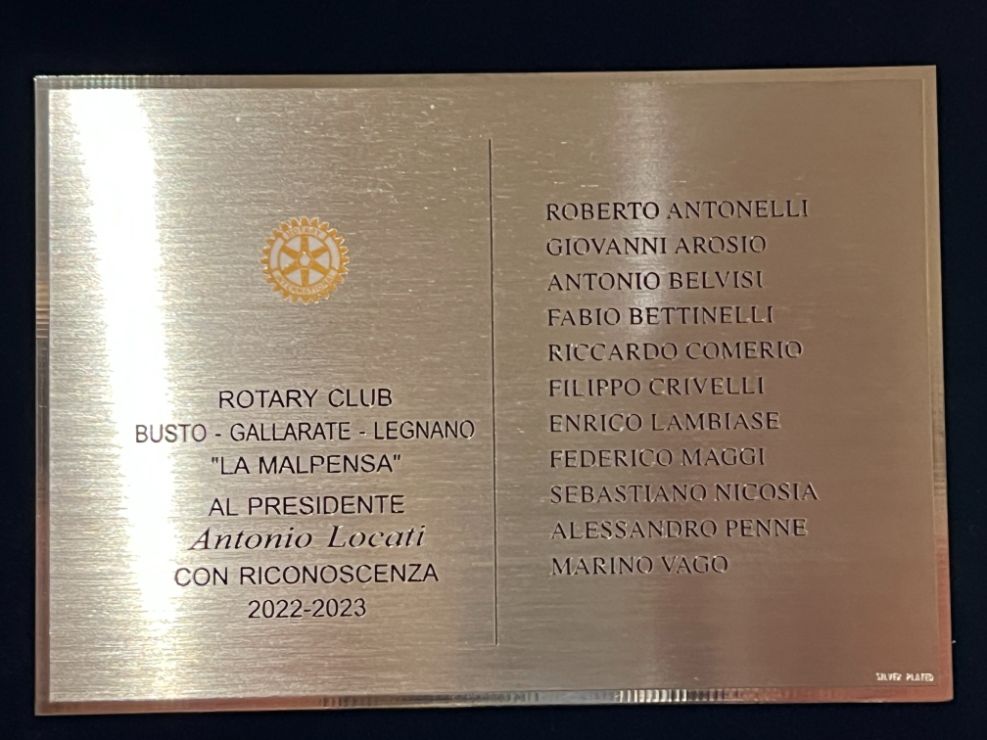 ROTARY
INTERNATIONAL
ROTARY CLUB
BUSTO - GALLARATE - LEGNANO
"LA MALPENSA"
AL PRESIDENTE
Antonio Locati
CON RICONOSCENZA
2022-2023
ROBERTO ANTONELLI
GIOVANNI AROSIO
ANTONIO BELVISI
FABIO BETTINELLI
RICCARDO COMERIO
FILIPPO CRIVELLI
ENRICO LAMBIASE
FEDERICO MAGGI
SEBASTIANO NICOSIA
ALESSANDRO PENNE
MARINO VAGO
SILVER PLATED